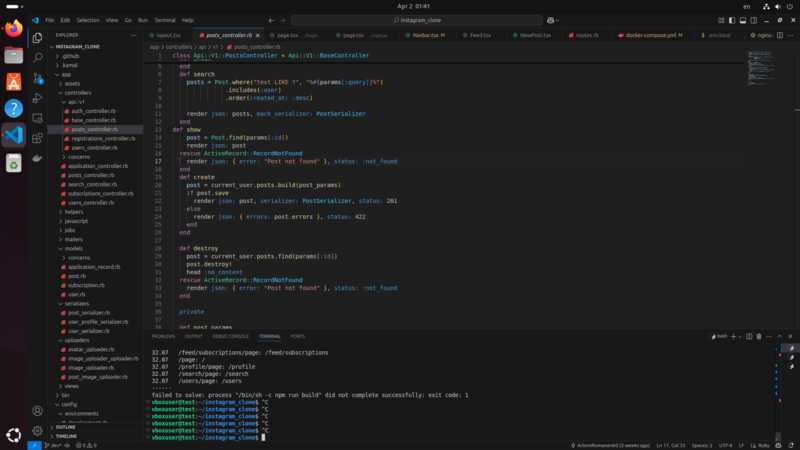 Apr 2 01:41
en
File Edit Selection View Go Run Terminal Help
instagram_clone
EXPLORER
layout.tsx
posts_controller.rb
page.tsx .../login
page.tsx .../signup
Navbar.tsx M
Feed.tsx
NewPost.tsx
routes.rb
docker-compose.yml M
.env.local
nginx.
INSTAGRAM_CLONE
.github
.kamal
app
assets
controllers
api/v1
auth_controller.rb
base_controller.rb
posts_controller.rb
registrations_controller.rb
users_controller.rb
concerns
application_controller.rb
posts_controller.rb
search_controller.rb
subscriptions_controller.rb
users_controller.rb
helpers
javascript
jobs
mailers
models
concerns
application_record.rb
post.rb
subscription.rb
user.rb
serializers
post_serializer.rb
user_profile_serializer.rb
user_serializer.rb
uploaders
avatar_uploader.rb
image_uploader_uploader.rb
image_uploader.rb
post_image_uploader.rb
views
bin
config
environments
OUTLINE
TIMELINE
app > controllers > api > v1 > posts_controller.rb
1 class Api::V1::PostsController < Api::V1::BaseController
6 end
7 def search
8 posts = Post.where("text LIKE ?", "%#{params[:query]}%")
9 .includes(:user)
10 .order(created_at: :desc)
11
12 render json: posts, each_serializer: PostSerializer
13 end
14 def show
15 post = Post.find(params[:id])
16 render json: post
17 rescue ActiveRecord::RecordNotFound
17 render json: { error: "Post not found" }, status: :not_found
18 end
19 def create
20 post = current_user.posts.build(post_params)
21 if post.save
22 render json: post, serializer: PostSerializer, status: 201
23 else
24 render json: { errors: post.errors }, status: 422
25 end
26 end
27
28 def destroy
29 post = current_user.posts.find(params[:id])
30 post.destroy!
31 head :no_content
32 rescue ActiveRecord::RecordNotFound
33 render json: { error: "Post not found" }, status: :not_found
34 end
35
36 private
37
38 def post_params
PROBLEMS OUTPUT DEBUG CONSOLE TERMINAL PORTS
bash
32.07 /feed/subscriptions/page: /feed/subscriptions
32.07 /page: /
32.07 /profile/page: /profile
32.07 /search/page: /search
32.07 /users/page: /users
------
failed to solve: process "/bin/sh -c npm run build" did not complete successfully: exit code: 1
vboxuser@test:~/instagram_clone$ ^C
vboxuser@test:~/instagram_clone$ ^C
vboxuser@test:~/instagram_clone$ ^C
vboxuser@test:~/instagram_clone$ ^C
vboxuser@test:~/instagram_clone$ ^C
vboxuser@test:~/instagram_clone$
dev*
0 0
ArtemRomanenkit (3 weeks ago) Ln 17, Col 33 Spaces: 2 UTF-8 LF Ruby